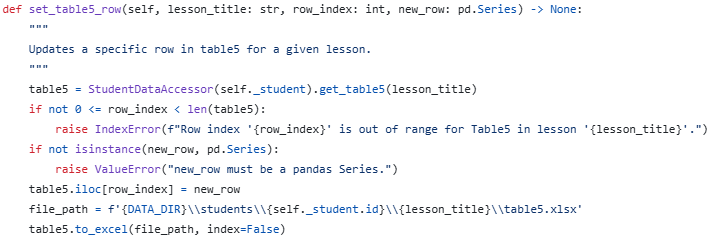 def set_table5_row(self, lesson_title: str, row_index: int, new_row: pd.Series) -> None:
    """
    Updates a specific row in table5 for a given lesson.
    """
    table5 = StudentDataAccessor(self._student).get_table5(lesson_title)
    if not 0 <= row_index < len(table5):
        raise IndexError(f"Row index '{row_index}' is out of range for Table5 in lesson '{lesson_title}'.")
    if not isinstance(new_row, pd.Series):
        raise ValueError("new_row must be a pandas Series.")
    table5.iloc[row_index] = new_row
    file_path = f'{DATA_DIR}\\students\\{self._student.id}\\{lesson_title}\\table5.xlsx'
    table5.to_excel(file_path, index=False)